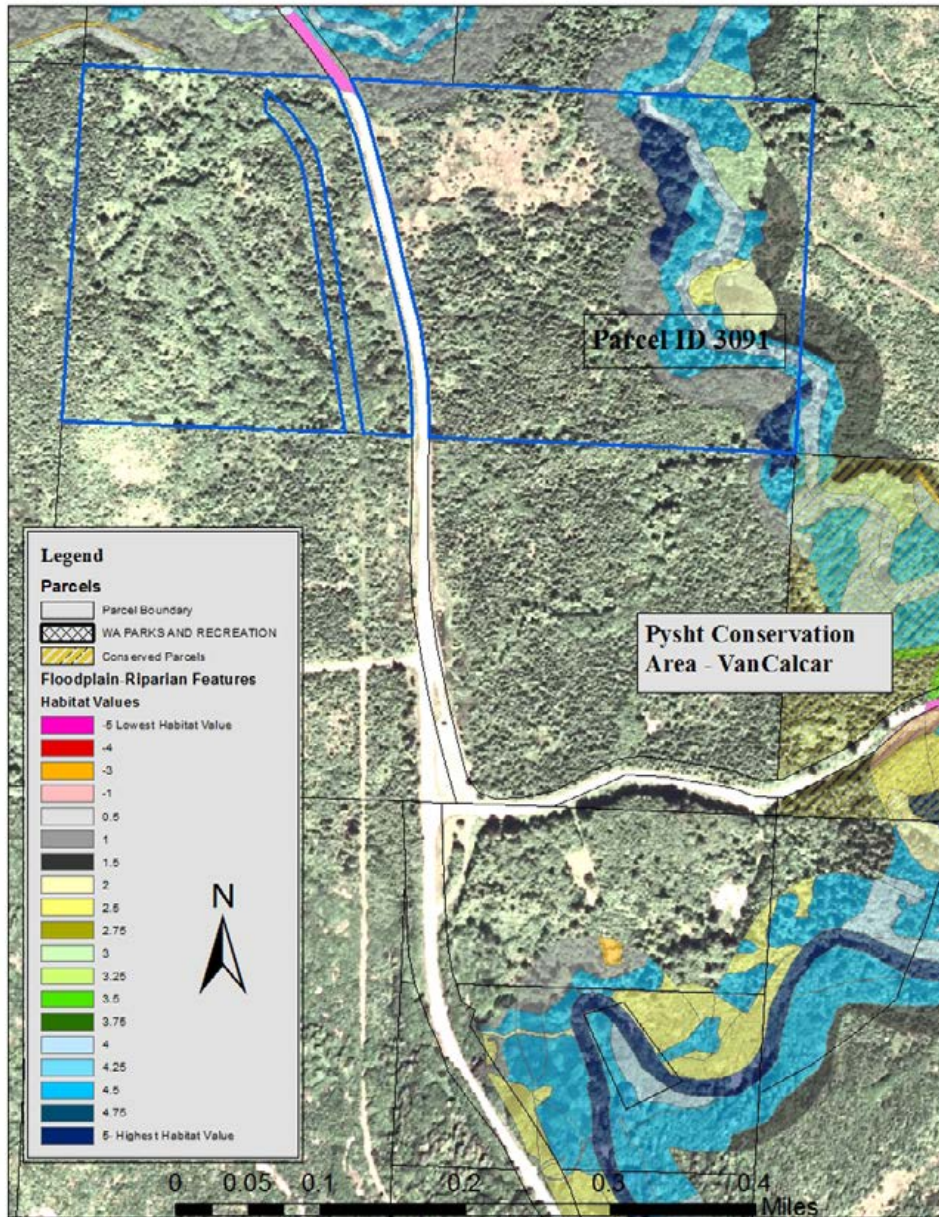 Parcel ID 3091
Pysht Conservation
Area - VanCalcar
Legend
Parcels
Parcel Boundary
WA PARKS AND RECREATION
Conserved Parcels
Floodplain-Riparian Features
Habitat Values
-5 Lowest Habitat Value
-4
-3
-1
0.5
1
1.5
2
2.5
2.75
3
3.25
3.5
3.75
4
4.25
4.5
4.75
5- Highest Habitat Value
N
0 0.05 0.1 0.2 0.3 0.4
Miles